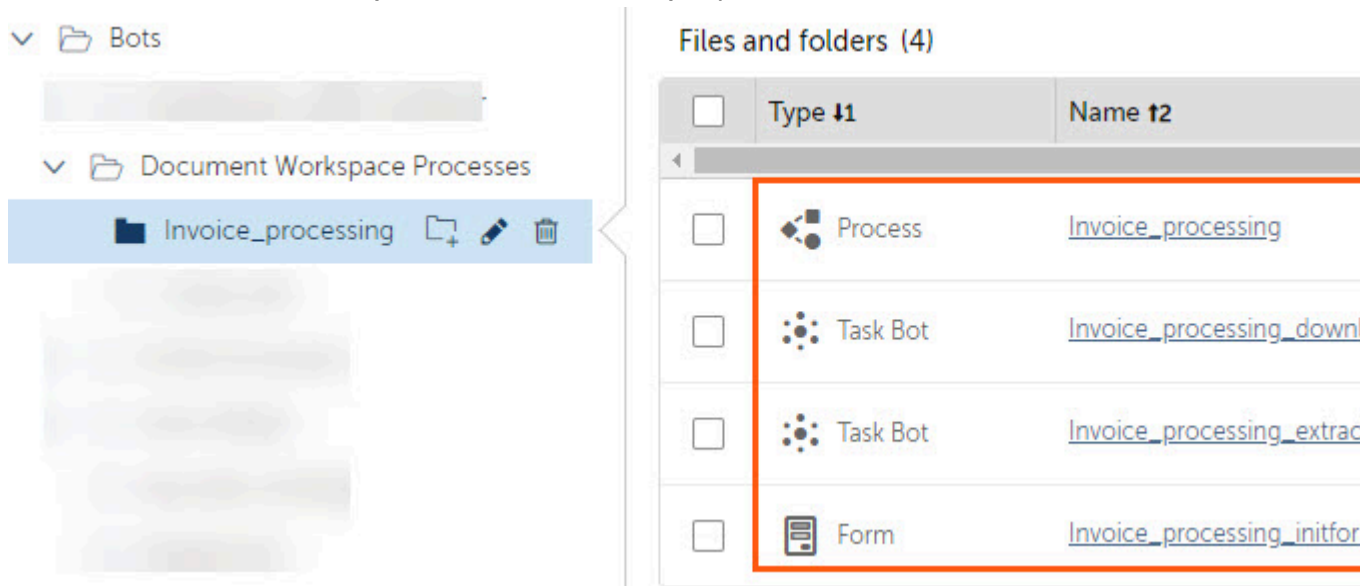 Bots
Document Workspace Processes
Invoice_processing
Files and folders (4)
Type ↓1 Name ↑2
Process Invoice_processing
Task Bot Invoice_processing_down
Task Bot Invoice_processing_extrac
Form Invoice_processing_initfor